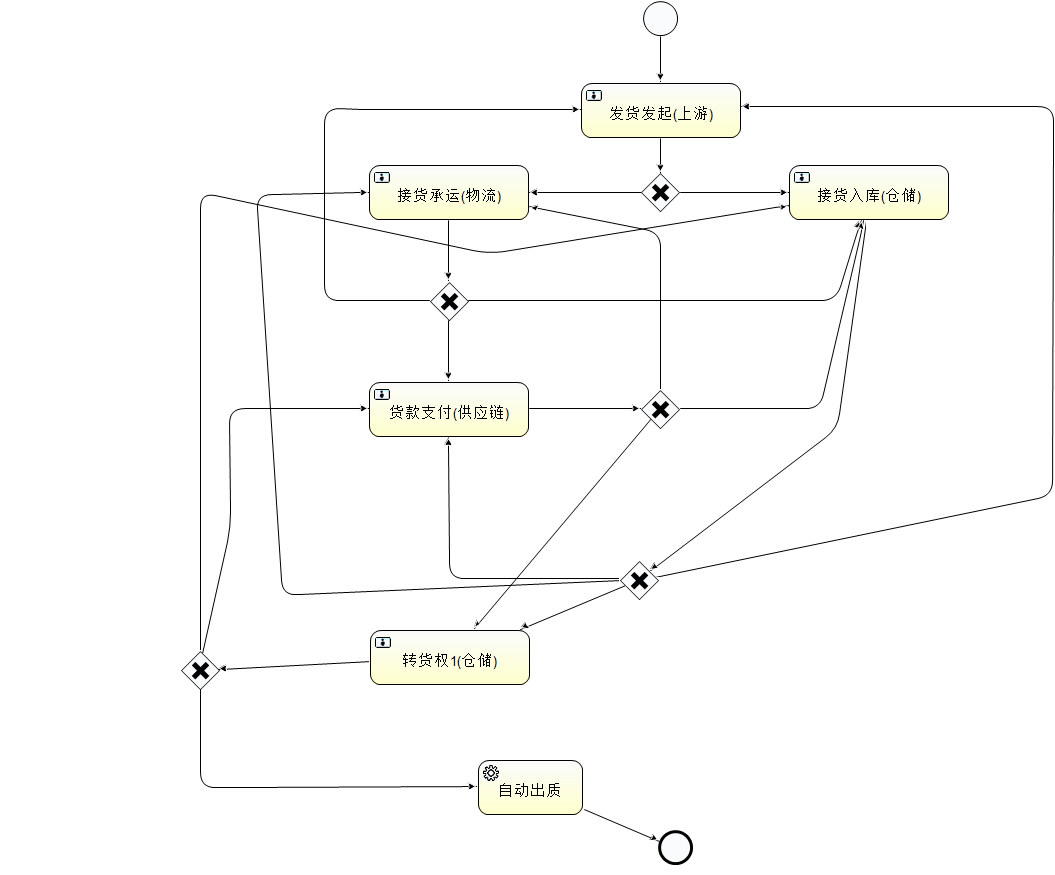 发货发起(上游)
接货承运(物流)
接货入库(仓储)
货款支付(供应链)
转货权1(仓储)
自动出质